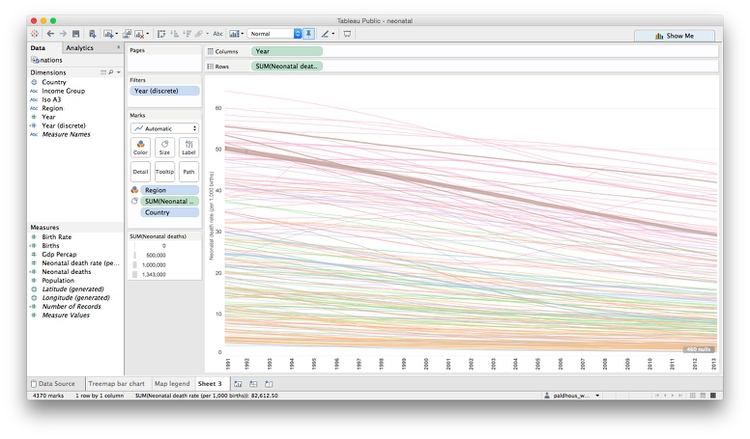 Tableau Public - neonatal
Abc
Normal
Show Me
Data
Analytics
nations
Dimensions
Country
Abc Income Group
Abc Iso A3
Abc Region
Year
Year (discrete)
Abc Measure Names
Measures
Birth Rate
Births
Gdp Percap
Neonatal death rate (pe...
Neonatal deaths
Population
Latitude (generated)
Longitude (generated)
Number of Records
Measure Values
Pages
Filters
Year (discrete)
Marks
Automatic
Color
Size
Abc
123
Label
Detail
Tooltip
Path
Region
SUM(Neonatal ..
Country
SUM(Neonatal deaths)
0
500,000
1,000,000
1,343,000
Columns
Year
Rows
SUM(Neonatal deat..
Neonatal death rate (per 1,000 births)
60
50
40
30
20
10
0
1991
1992
1993
1994
1995
1996
1997
1998
1999
2000
2001
2002
2003
2004
2005
2006
2007
2008
2009
2010
2011
2012
2013
460 nulls
Data Source
Treemap bar chart
Map legend
Sheet 3
4370 marks
1 row by 1 column
SUM(Neonatal death rate (per 1,000 births)): 82,612.50
paldhous_w...